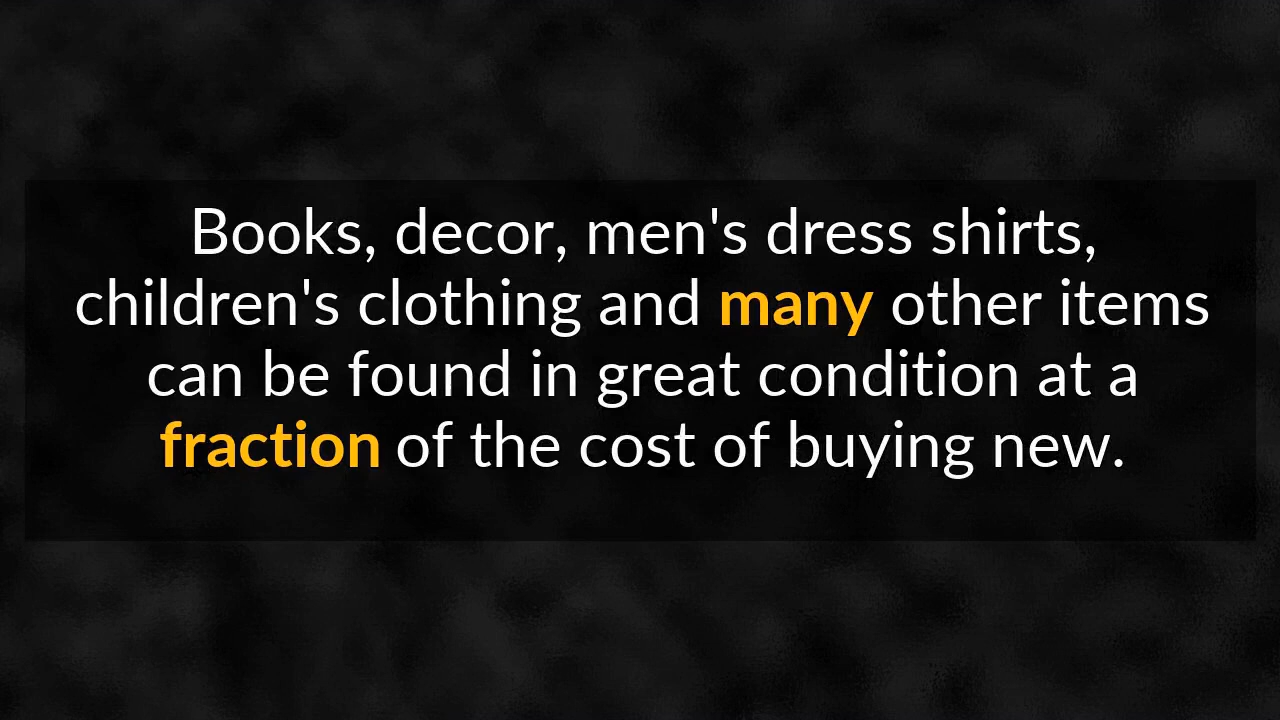 Books, decor, men's dress shirts,
children's clothing and many other items
can be found in great condition at a
fraction of the cost of buying new.